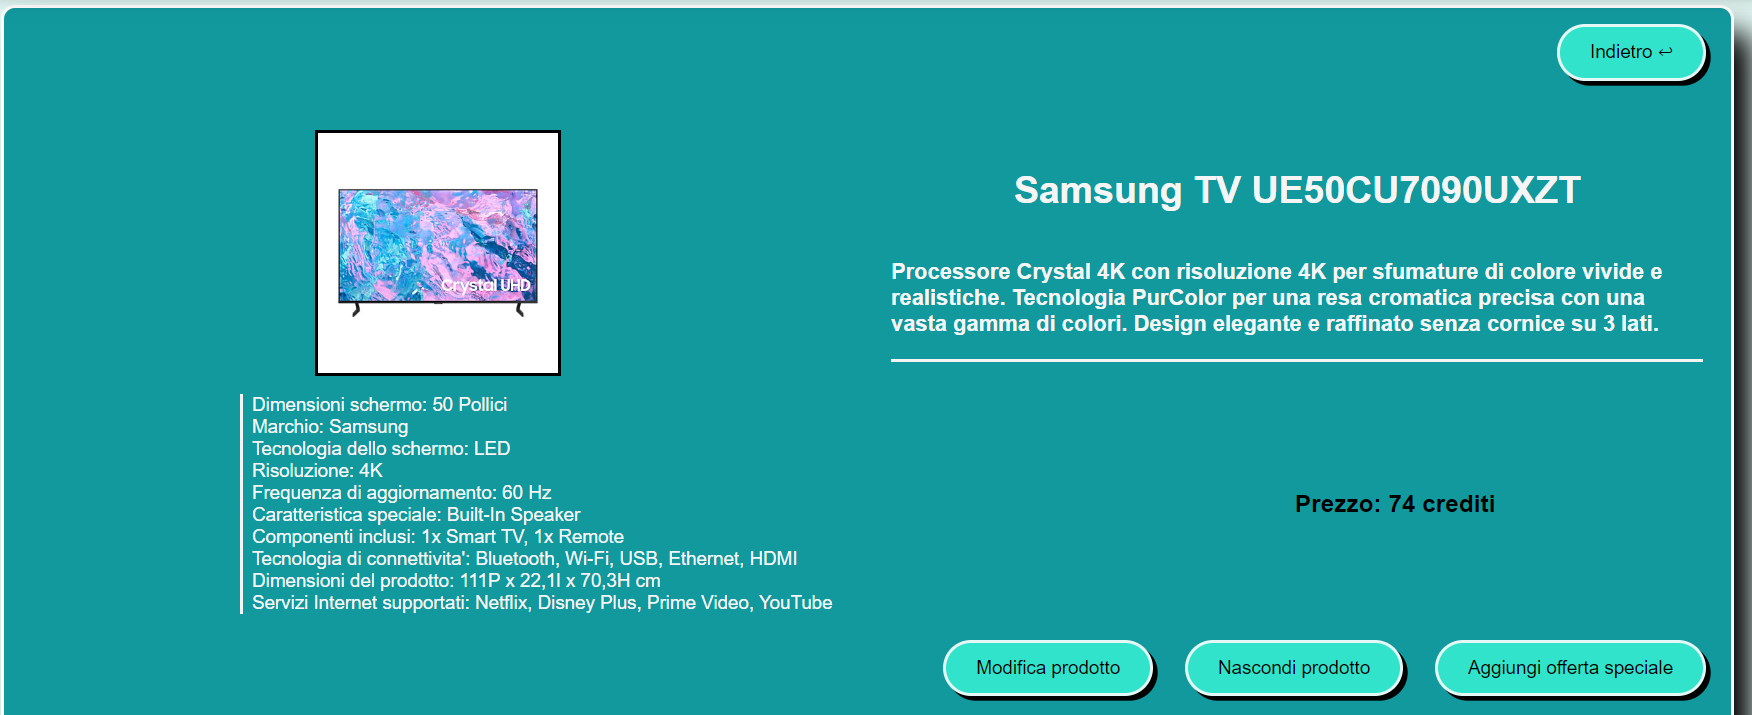 Indietro ↩
Crystal UHD
Samsung TV UE50CU7090UXZT
Processore Crystal 4K con risoluzione 4K per sfumature di colore vivide e
realistiche. Tecnologia PurColor per una resa cromatica precisa con una
vasta gamma di colori. Design elegante e raffinato senza cornice su 3 lati.
Dimensioni schermo: 50 Pollici
Marchio: Samsung
Tecnologia dello schermo: LED
Risoluzione: 4K
Frequenza di aggiornamento: 60 Hz
Caratteristica speciale: Built-In Speaker
Componenti inclusi: 1x Smart TV, 1x Remote
Tecnologia di connettivita': Bluetooth, Wi-Fi, USB, Ethernet, HDMI
Dimensioni del prodotto: 111P x 22,1l x 70,3H cm
Servizi Internet supportati: Netflix, Disney Plus, Prime Video, YouTube
Prezzo: 74 crediti
Modifica prodotto
Nascondi prodotto
Aggiungi offerta speciale